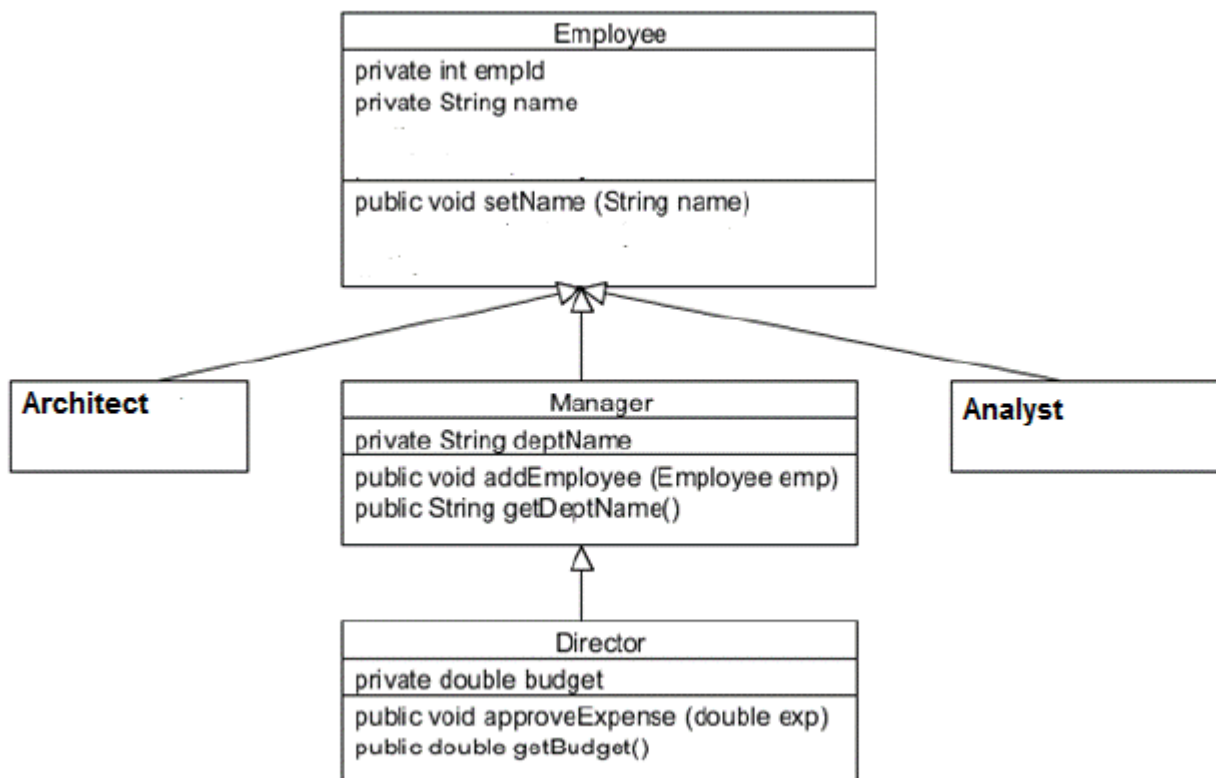 Employee
private int empId
private String name
public void setName (String name)
Architect
Manager
private String deptName
public void addEmployee (Employee emp)
public String getDeptName()
Analyst
Director
private double budget
public void approveExpense (double exp)
public double getBudget()